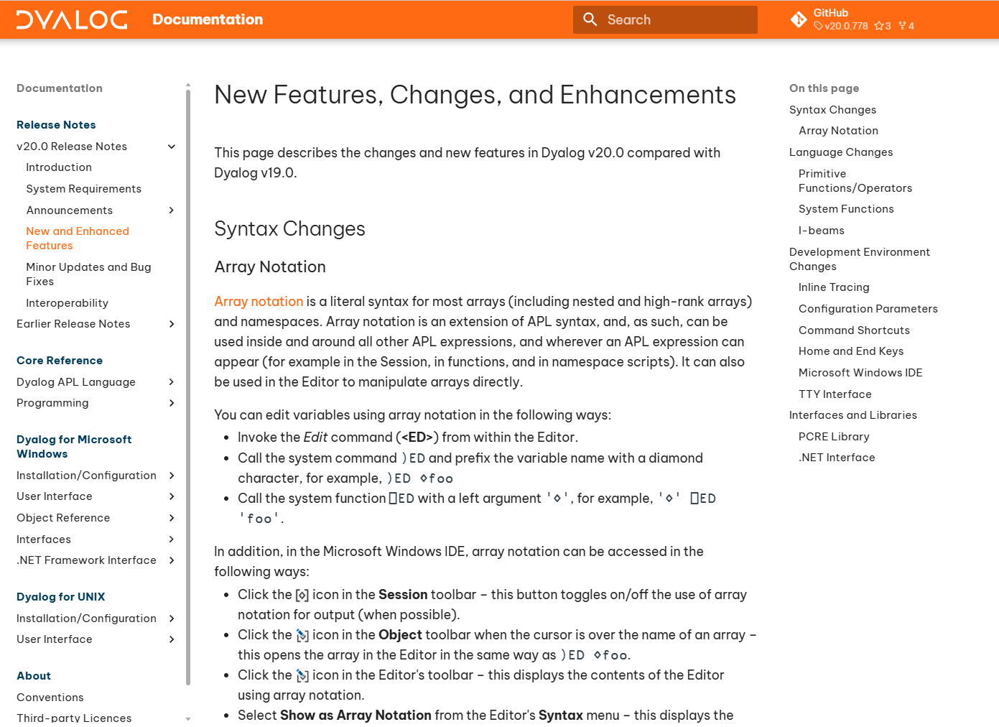 DYALOG
Documentation
Search
GitHub
v20.0.778 3 4
Documentation
Release Notes
v20.0 Release Notes
Introduction
System Requirements
Announcements
New and Enhanced
Features
Minor Updates and Bug
Fixes
Interoperability
Earlier Release Notes
Core Reference
Dyalog APL Language
Programming
Dyalog for Microsoft
Windows
Installation/Configuration
User Interface
Object Reference
Interfaces
.NET Framework Interface
Dyalog for UNIX
Installation/Configuration
User Interface
About
Conventions
Third-party Licences
New Features, Changes, and Enhancements
This page describes the changes and new features in Dyalog v20.0 compared with
Dyalog v19.0.
Syntax Changes
Array Notation
Array notation is a literal syntax for most arrays (including nested and high-rank arrays)
and namespaces. Array notation is an extension of APL syntax, and, as such, can be
used inside and around all other APL expressions, and wherever an APL expression can
appear (for example in the Session, in functions, and in namespace scripts). It can also
be used in the Editor to manipulate arrays directly.
You can edit variables using array notation in the following ways:
• Invoke the Edit command (<ED>) from within the Editor.
• Call the system command )ED and prefix the variable name with a diamond
character, for example, )ED ⋄foo
• Call the system function ⎕ED with a left argument '⋄', for example, '⋄' ⎕ED
'foo'.
In addition, in the Microsoft Windows IDE, array notation can be accessed in the
following ways:
• Click the [⋄] icon in the Session toolbar – this button toggles on/off the use of array
notation for output (when possible).
• Click the icon in the Object toolbar when the cursor is over the name of an array –
this opens the array in the Editor in the same way as )ED ⋄foo.
• Click the icon in the Editor's toolbar – this displays the contents of the Editor
using array notation.
• Select Show as Array Notation from the Editor's Syntax menu – this displays the
On this page
Syntax Changes
Array Notation
Language Changes
Primitive
Functions/Operators
System Functions
I-beams
Development Environment
Changes
Inline Tracing
Configuration Parameters
Command Shortcuts
Home and End Keys
Microsoft Windows IDE
TTY Interface
Interfaces and Libraries
PCRE Library
.NET Interface